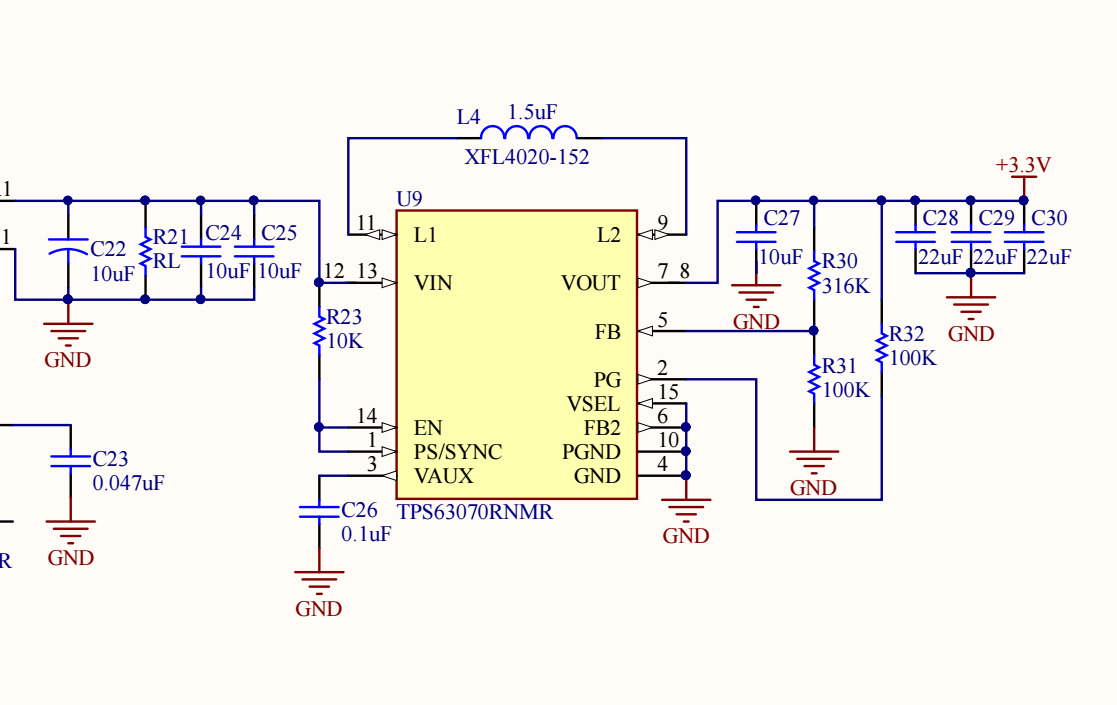 L4
1.5uF
XFL4020-152
+3.3V
U9
1
1
C22
10uF
R21
RL
C24
10uF
C25
10uF
GND
12 13
VIN
11
L1
L2
9
VOUT
7 8
C27
10uF
GND
R30
316K
C28
22uF
C29
22uF
C30
22uF
GND
R23
10K
FB
5
R31
100K
GND
R32
100K
PG
2
VSEL
15
14
EN
FB2
6
1
PS/SYNC
PGND
10
3
VAUX
GND
4
TPS63070RNMR
GND
C23
0.047uF
GND
R
C26
0.1uF
GND